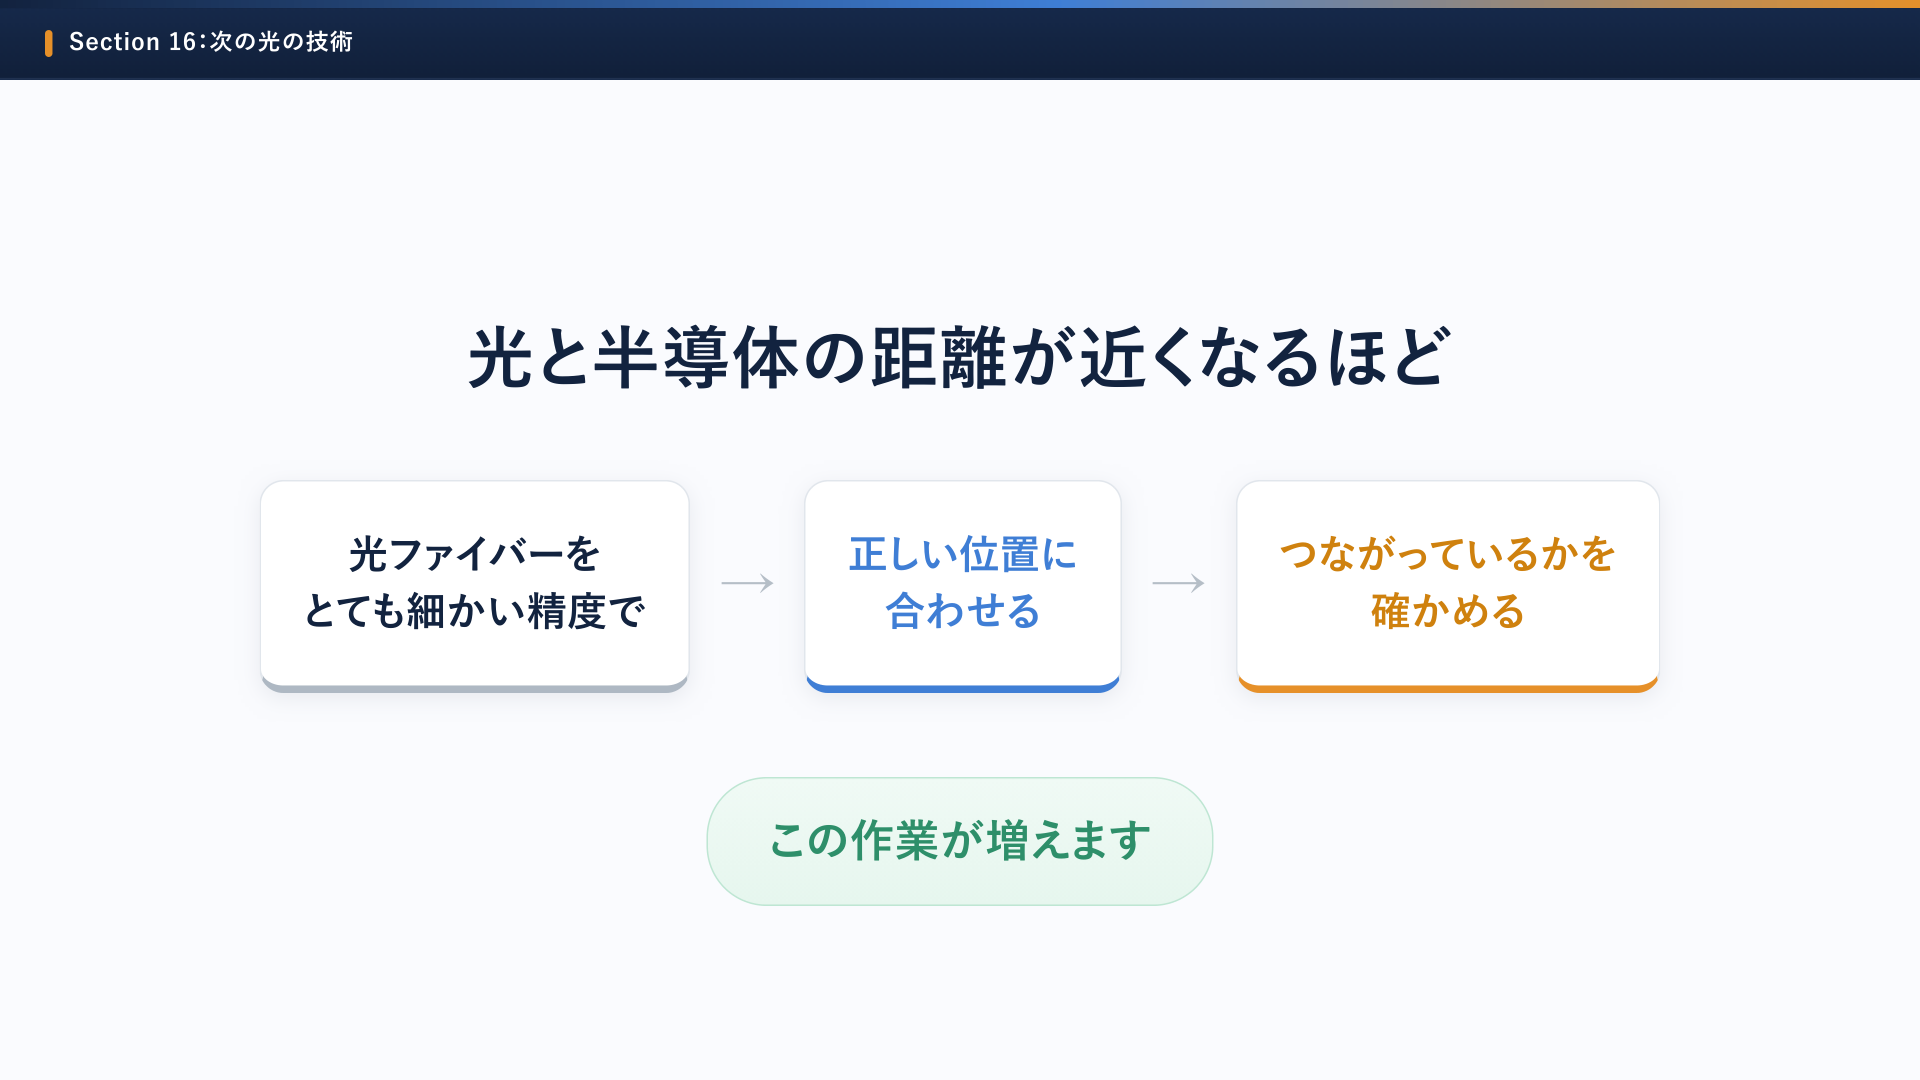 Section 16：次の光の技術
光と半導体の距離が近くなるほど
光ファイバーを
とても細かい精度で
→
正しい位置に
合わせる
→
つながっているかを
確かめる
この作業が増えます